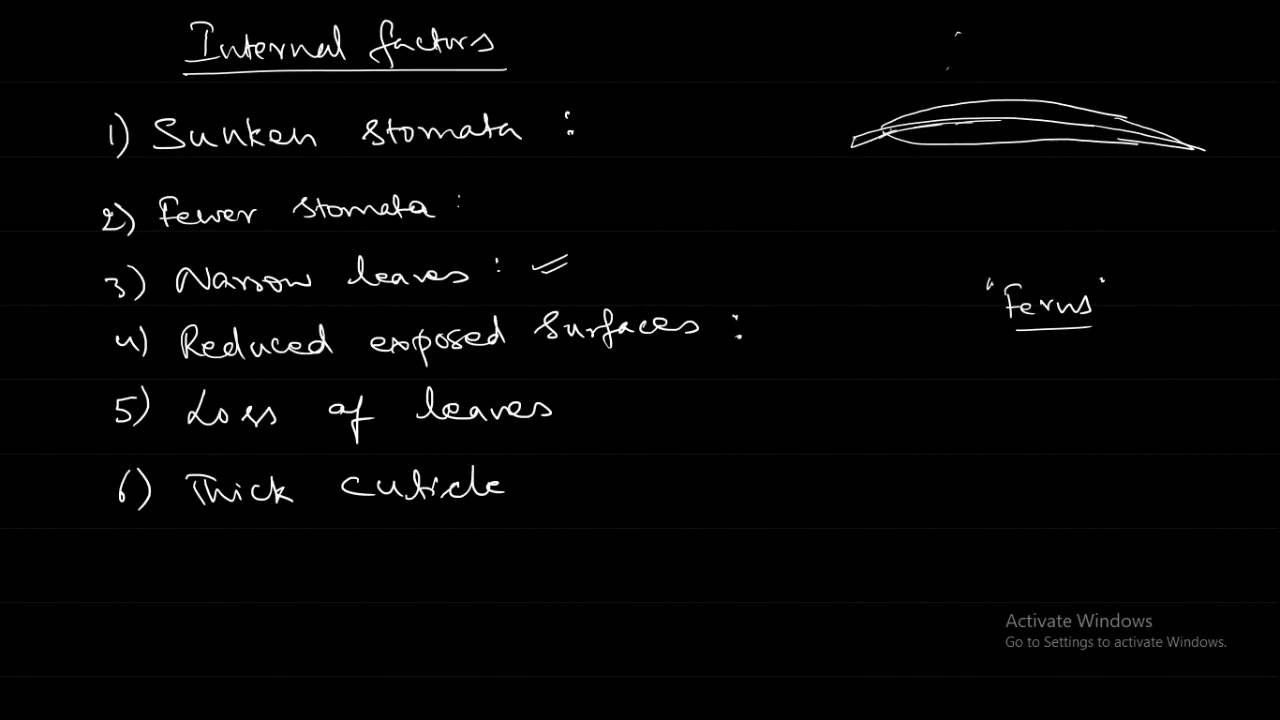 Internal factors
1) Sunken stomata :
2) Fewer stomata :
3) Narrow leaves : ✓
"Ferns"
4) Reduced exposed surfaces :
5) Loss of leaves
6) Thick cuticle
Activate Windows
Go to Settings to activate Windows.